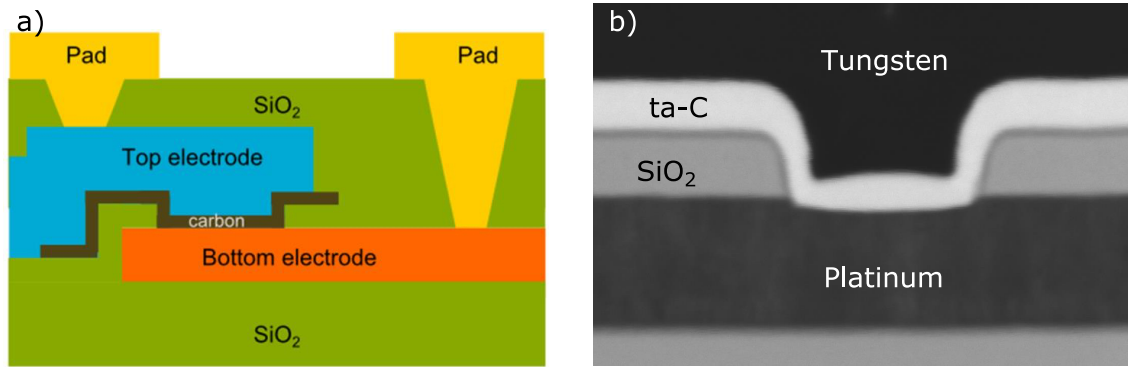 a)
Pad
Pad
SiO₂
Top electrode
carbon
Bottom electrode
SiO₂
b)
Tungsten
ta-C
SiO₂
Platinum